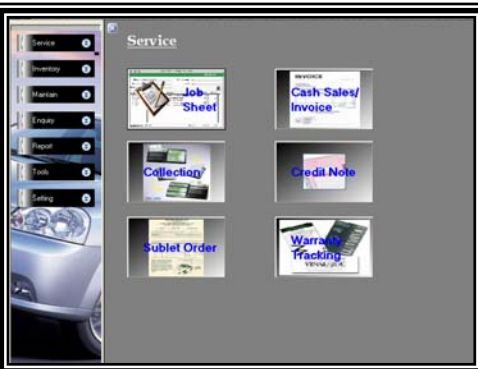 Service
Inventory
Maintain
Enquiry
Report
Tools
Setting
Service
Job
Sheet
INVOICE
Cash Sales/
Invoice
Collection
Credit Note
Sublet Order
Warranty
Tracking